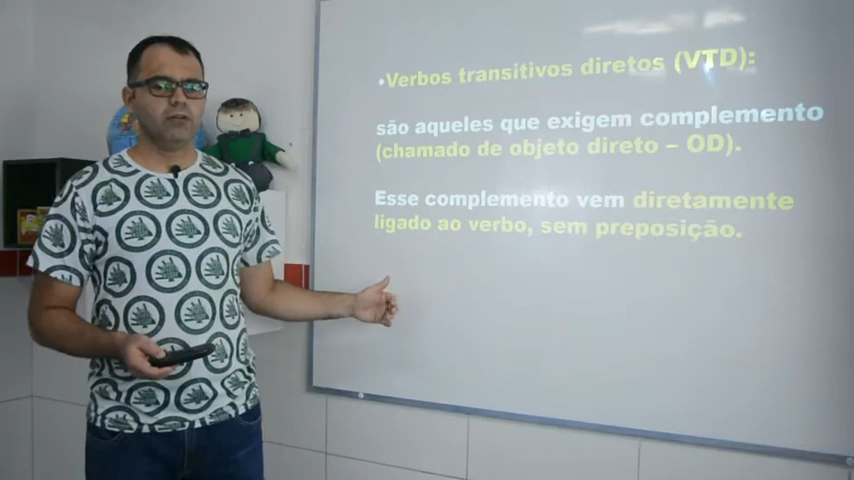 •Verbos transitivos diretos (VTD):
são aqueles que exigem complemento
(chamado de objeto direto – OD).
Esse complemento vem diretamente
ligado ao verbo, sem preposição.